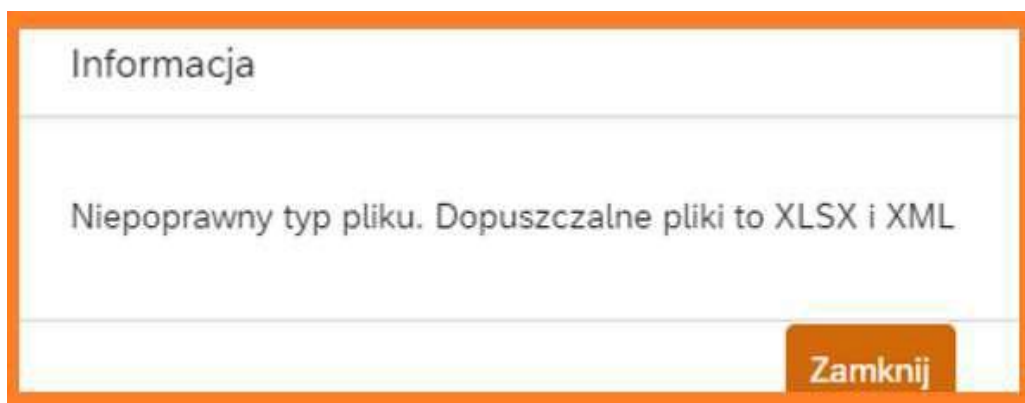 Informacja
Niepoprawny typ pliku. Dopuszczalne pliki to XLSX i XML
Zamknij